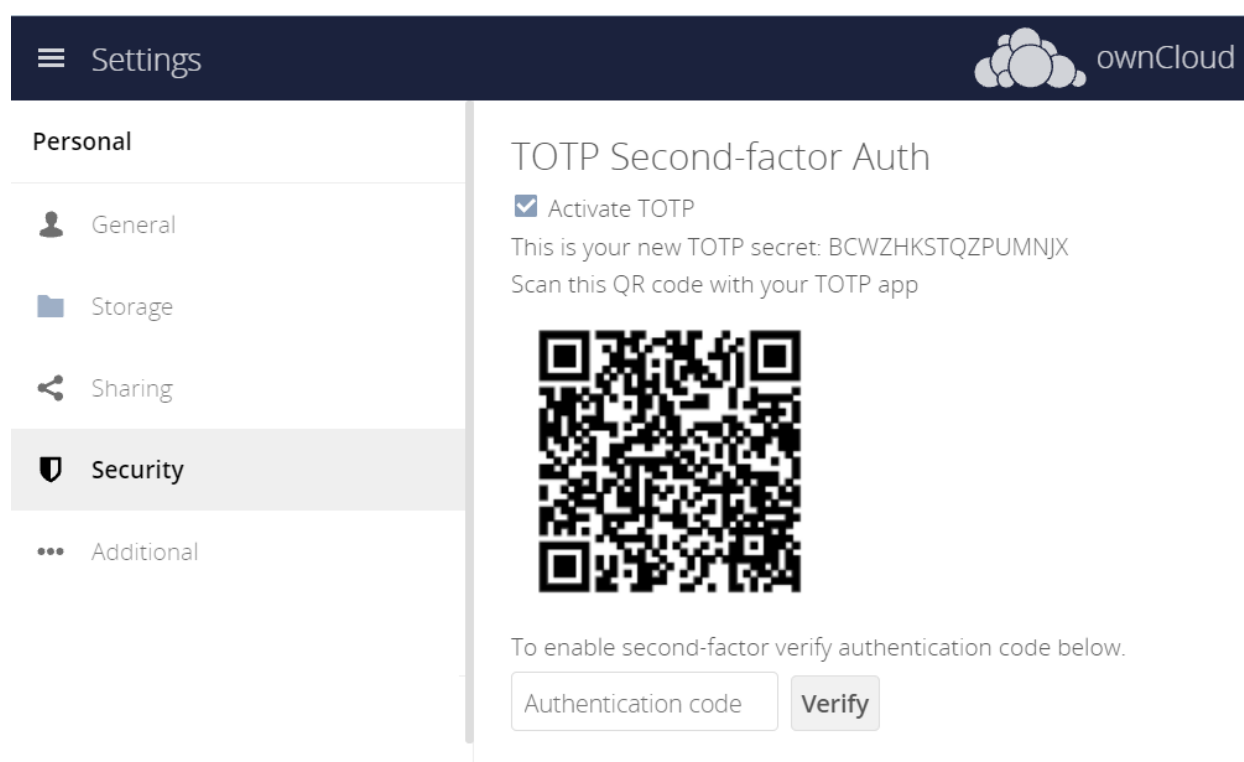 Settings
ownCloud
Personal
General
Storage
Sharing
Security
Additional
TOTP Second-factor Auth
Activate TOTP
This is your new TOTP secret: BCWZHKSTQZPUMNJX
Scan this QR code with your TOTP app
To enable second-factor verify authentication code below.
Authentication code
Verify